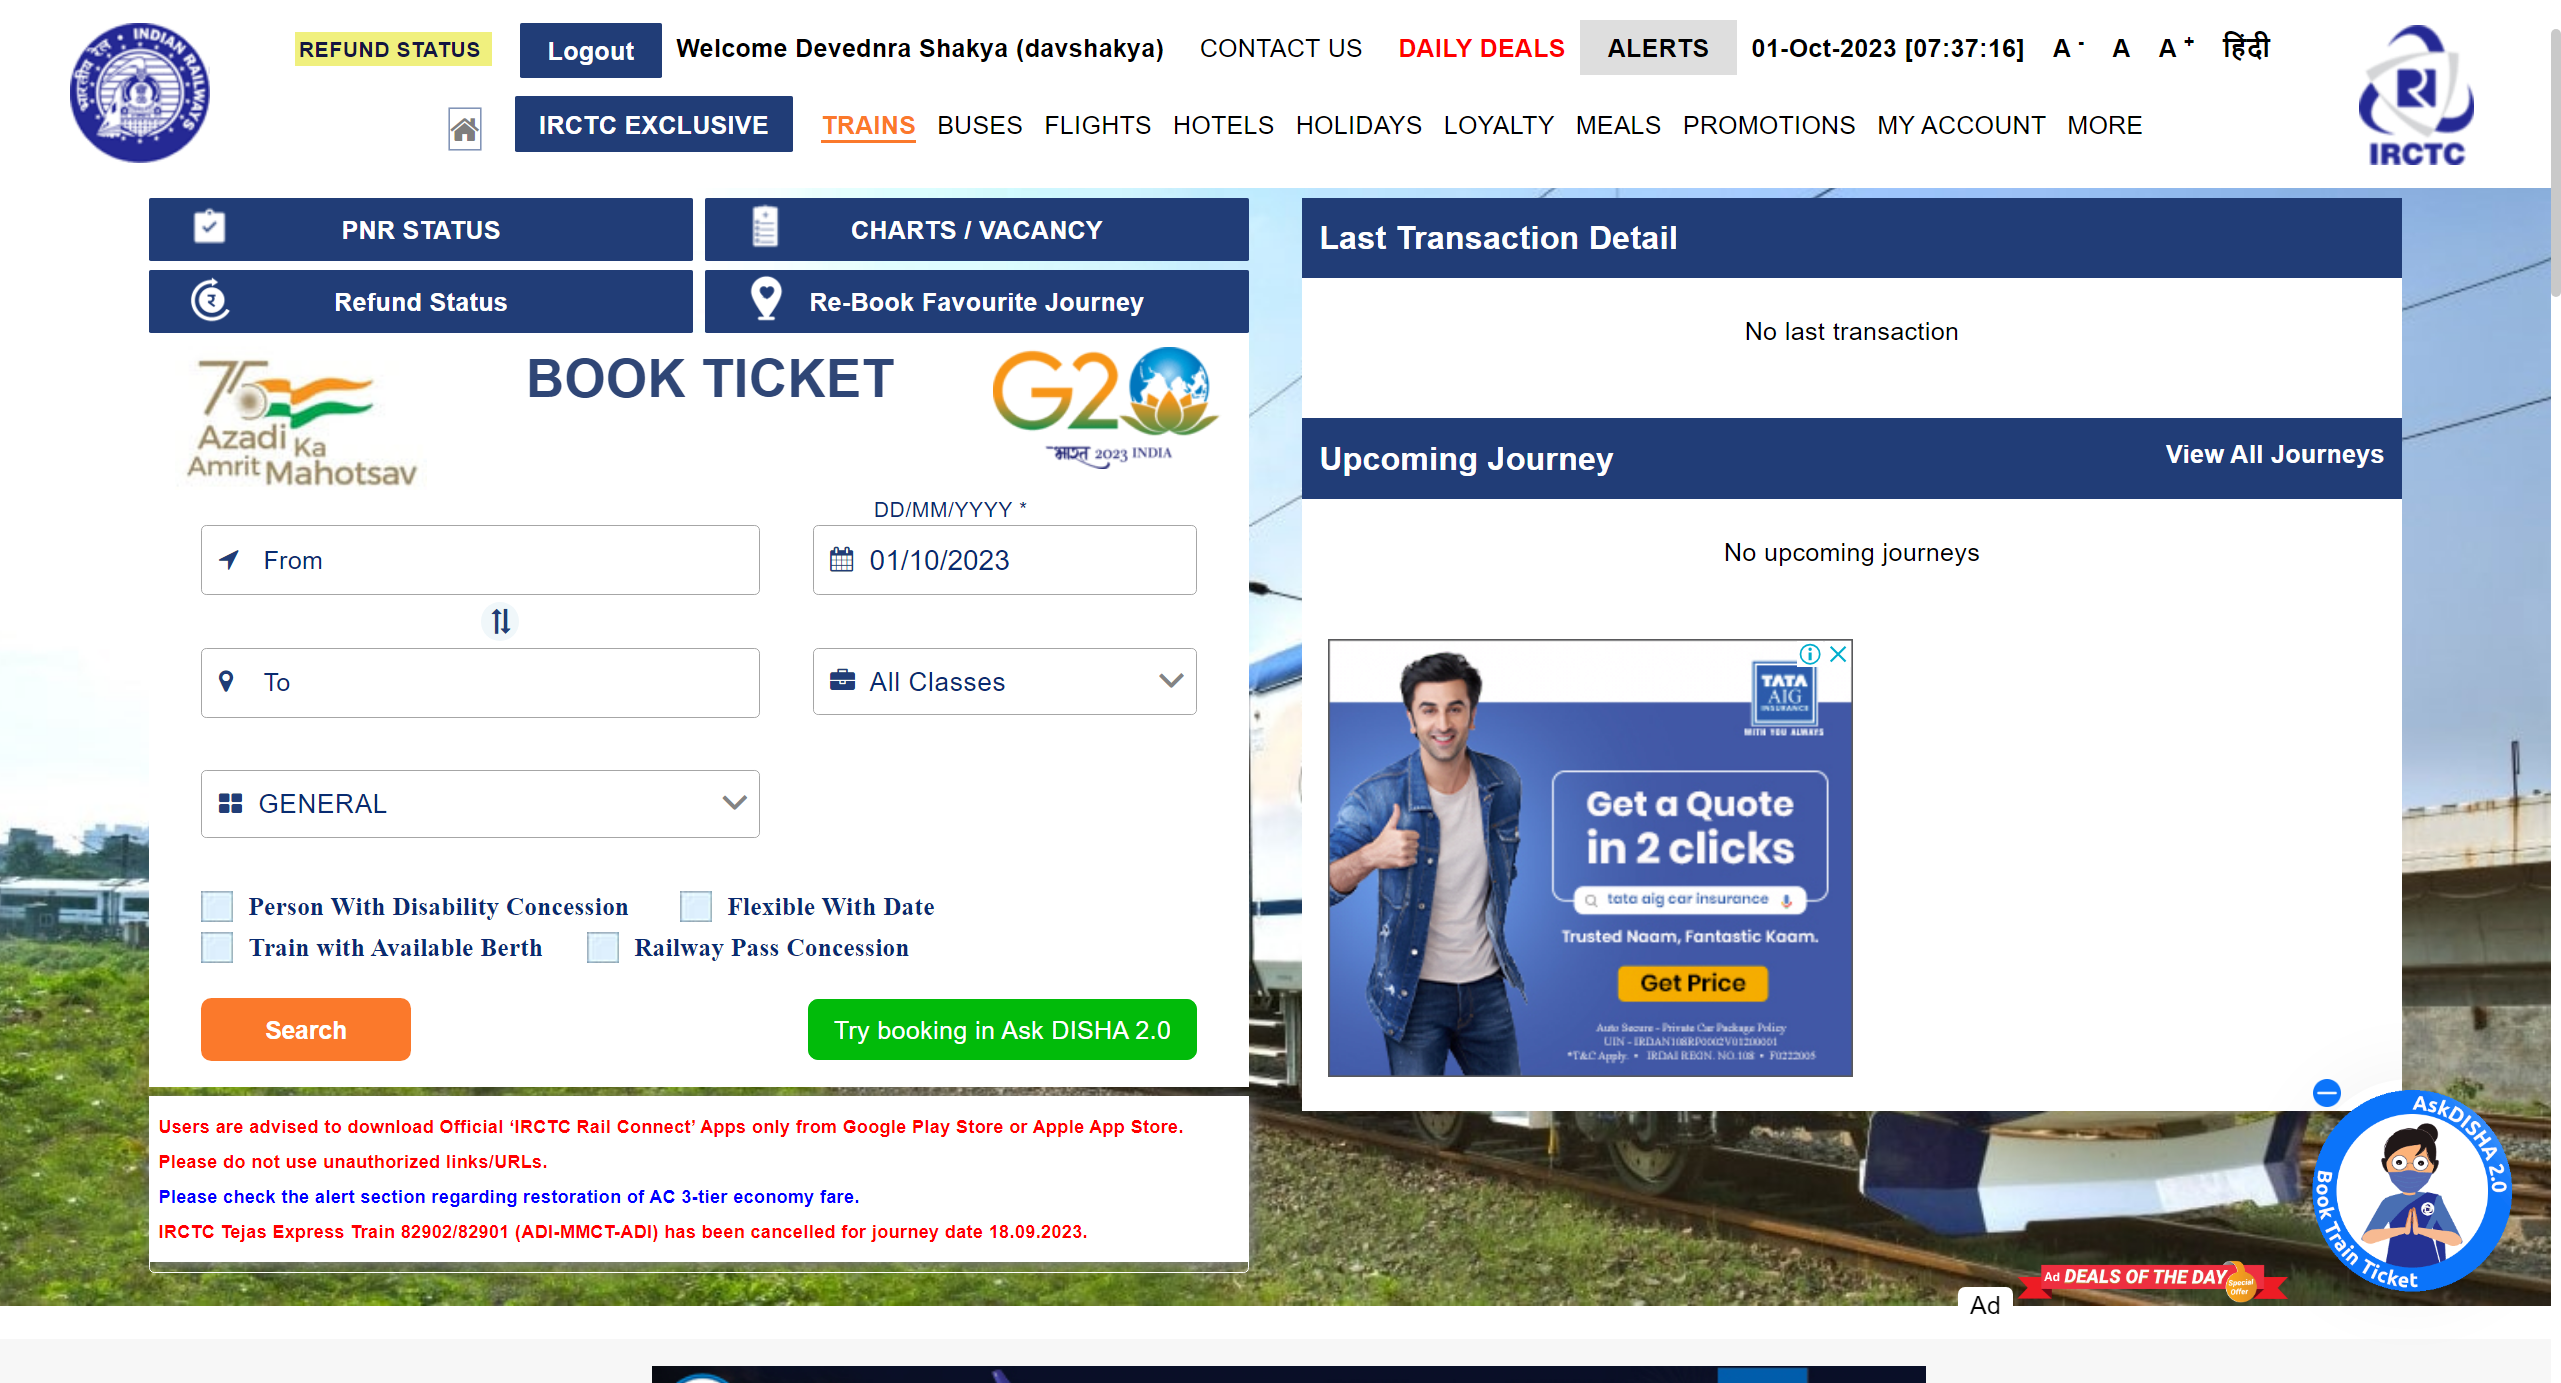 REFUND STATUS
Logout
Welcome Devednra Shakya (davshakya)
CONTACT US
DAILY DEALS
ALERTS
01-Oct-2023 [07:37:16]
A -
A
A +
हिंदी
भारतीय रेल • INDIAN RAILWAYS
IRCTC EXCLUSIVE
TRAINS
BUSES
FLIGHTS
HOTELS
HOLIDAYS
LOYALTY
MEALS
PROMOTIONS
MY ACCOUNT
MORE
IRCTC
PNR STATUS
CHARTS / VACANCY
Refund Status
Re-Book Favourite Journey
75
Azadi Ka
Amrit Mahotsav
BOOK TICKET
G20
भारत 2023 INDIA
From
DD/MM/YYYY *
01/10/2023
To
All Classes
GENERAL
Person With Disability Concession
Flexible With Date
Train with Available Berth
Railway Pass Concession
Search
Try booking in Ask DISHA 2.0
Users are advised to download Official ‘IRCTC Rail Connect’ Apps only from Google Play Store or Apple App Store.
Please do not use unauthorized links/URLs.
Please check the alert section regarding restoration of AC 3-tier economy fare.
IRCTC Tejas Express Train 82902/82901 (ADI-MMCT-ADI) has been cancelled for journey date 18.09.2023.
Last Transaction Detail
No last transaction
Upcoming Journey
View All Journeys
No upcoming journeys
TATA
AIG
INSURANCE
WITH YOU ALWAYS
Get a Quote
in 2 clicks
tata aig car insurance
Trusted Naam, Fantastic Kaam.
Get Price
Auto Secure - Private Car Package Policy
UIN - IRDAN108RP0002V01200001
*T&C Apply. • IRDAI REGN. NO.108 • F0222005
AskDISHA 2.0
Book Train Ticket
Ad DEALS OF THE DAY
Special
Offer
Ad